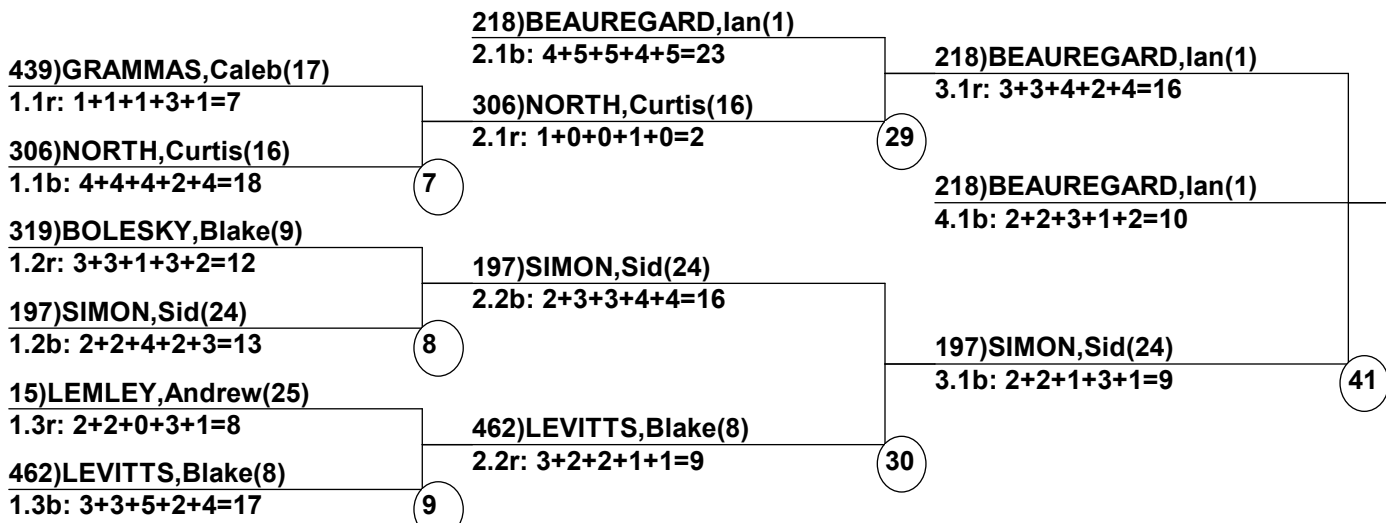 439)GRAMMAS,Caleb(17)
1.1r: 1+1+1+3+1=7
306)NORTH,Curtis(16)
1.1b: 4+4+4+2+4=18
7
319)BOLESKY,Blake(9)
1.2r: 3+3+1+3+2=12
197)SIMON,Sid(24)
1.2b: 2+2+4+2+3=13
8
15)LEMLEY,Andrew(25)
1.3r: 2+2+0+3+1=8
462)LEVITTS,Blake(8)
1.3b: 3+3+5+2+4=17
9
218)BEAUREGARD,Ian(1)
2.1b: 4+5+5+4+5=23
306)NORTH,Curtis(16)
2.1r: 1+0+0+1+0=2
29
197)SIMON,Sid(24)
2.2b: 2+3+3+4+4=16
462)LEVITTS,Blake(8)
2.2r: 3+2+2+1+1=9
30
218)BEAUREGARD,Ian(1)
3.1r: 3+3+4+2+4=16
218)BEAUREGARD,Ian(1)
4.1b: 2+2+3+1+2=10
197)SIMON,Sid(24)
3.1b: 2+2+1+3+1=9
41